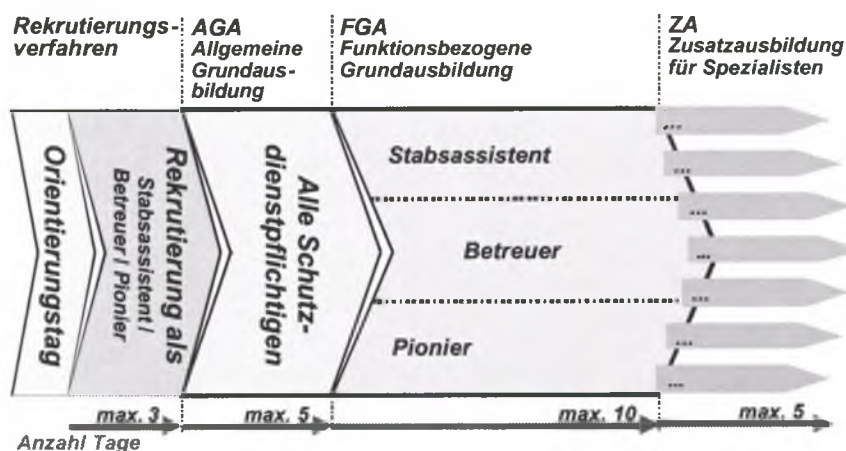 Rekrutierungs-
verfahren
AGA
Allgemeine
Grundaus-
bildung
FGA
Funktionsbezogene
Grundausbildung
ZA
Zusatzausbildung
für Spezialisten
Orientierungstag
Rekrutierung als
Stabsassistent /
Betreuer / Pionier
Alle Schutz-
dienstpflichtigen
Stabsassistent
Betreuer
Pionier
...
...
...
...
...
...
...
max. 3
max. 5
max. 10
max. 5
Anzahl Tage